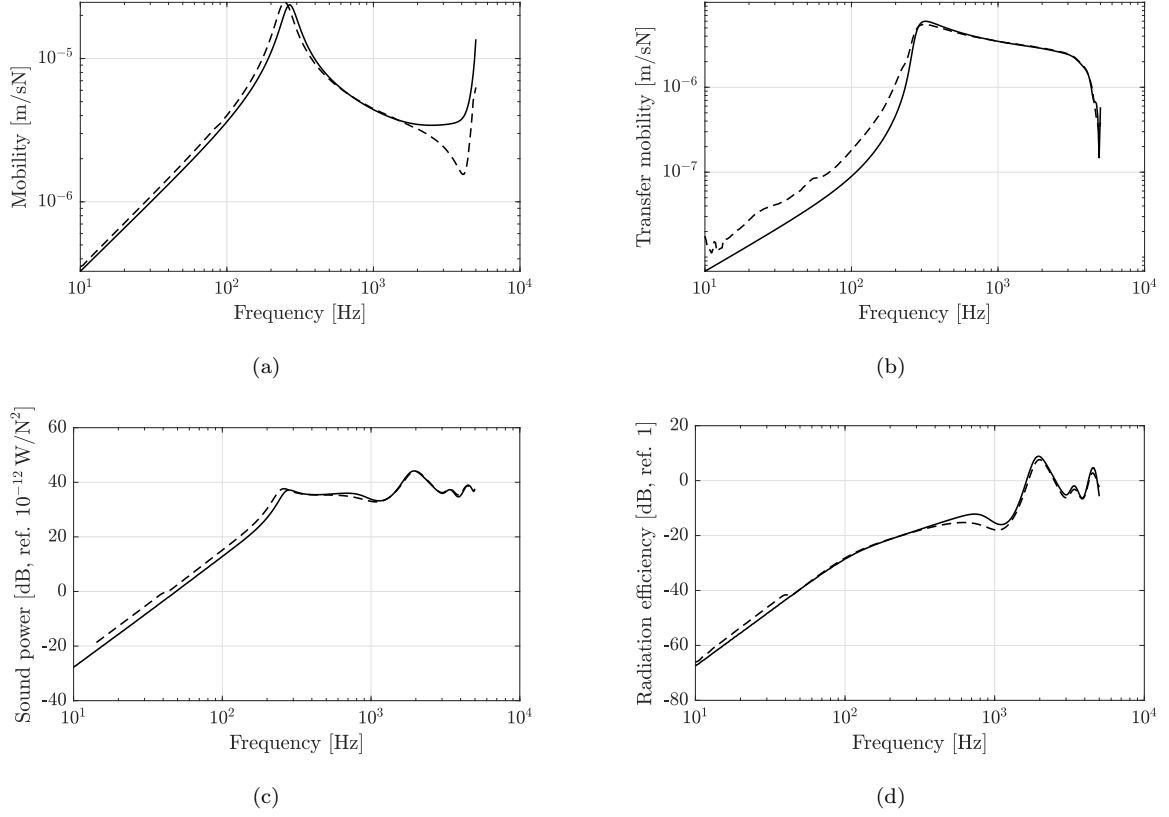 Mobility [m/sN]
10^-5
10^-6
10^1 10^2 10^3 10^4
Frequency [Hz]
(a)
Transfer mobility [m/sN]
10^-6
10^-7
10^1 10^2 10^3 10^4
Frequency [Hz]
(b)
Sound power [dB, ref. 10^-12 W/N^2]
60
40
20
0
-20
-40
10^1 10^2 10^3 10^4
Frequency [Hz]
(c)
Radiation efficiency [dB, ref. 1]
20
0
-20
-40
-60
-80
10^1 10^2 10^3 10^4
Frequency [Hz]
(d)